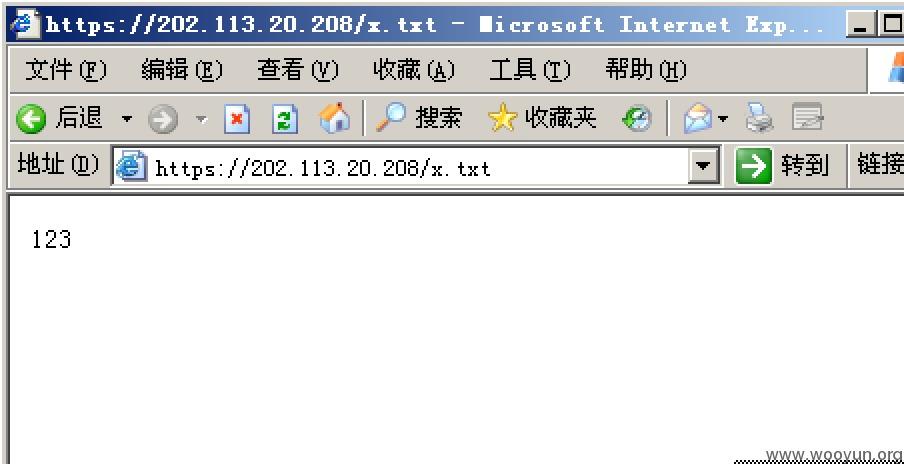 https://202.113.20.208/x.txt - Microsoft Internet Exp...
文件(F) 编辑(E) 查看(V) 收藏(A) 工具(T) 帮助(H)
后退 搜索 收藏夹
地址(D) https://202.113.20.208/x.txt 转到 链接
123
www.wooyun.org